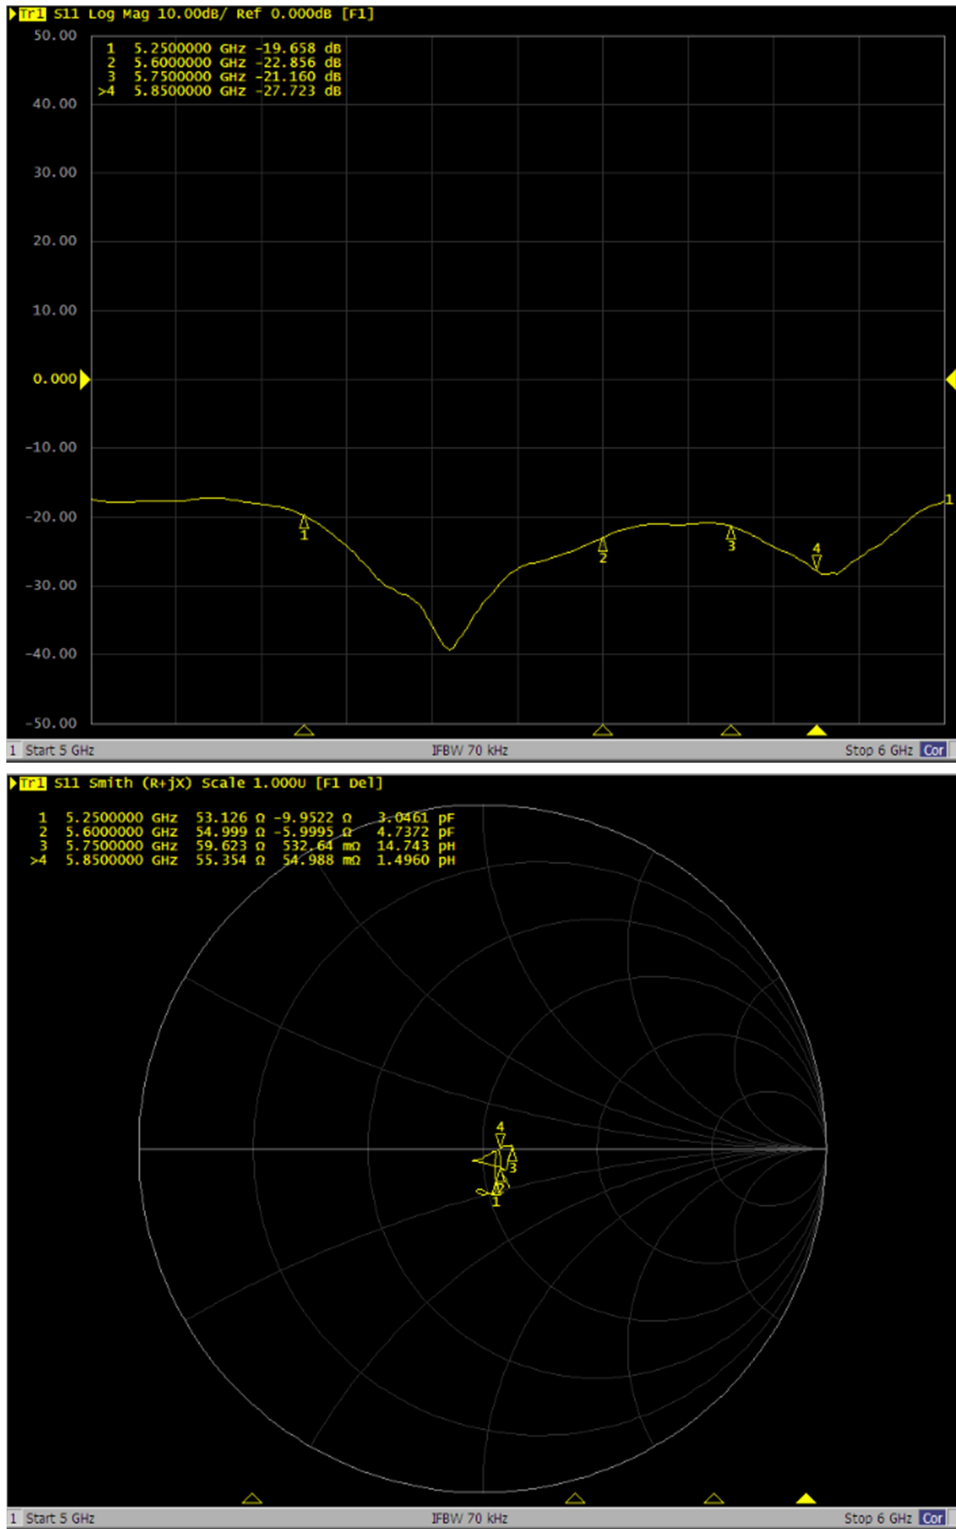 Tr1 S11 Log Mag 10.00dB/ Ref 0.000dB [F1]
50.00
1 5.2500000 GHz -19.658 dB
2 5.6000000 GHz -22.856 dB
3 5.7500000 GHz -21.160 dB
>4 5.8500000 GHz -27.723 dB
40.00
30.00
20.00
10.00
0.000
-10.00
-20.00
1
1
2
3
4
-30.00
-40.00
-50.00
1 Start 5 GHz IFBW 70 kHz Stop 6 GHz Cor
Tr1 S11 Smith (R+jX) Scale 1.000U [F1 Del]
1 5.2500000 GHz 53.126 Ω -9.9522 Ω 3.0461 pF
2 5.6000000 GHz 54.999 Ω -5.9995 Ω 4.7372 pF
3 5.7500000 GHz 59.623 Ω 532.64 mΩ 14.743 pH
>4 5.8500000 GHz 55.354 Ω 54.988 mΩ 1.4960 pH
4
3
2
1
1 Start 5 GHz IFBW 70 kHz Stop 6 GHz Cor